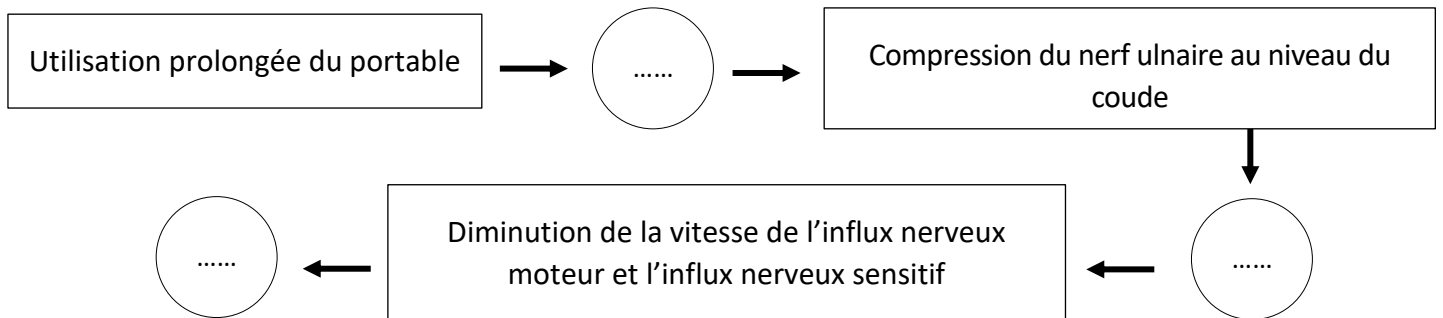 Utilisation prolongée du portable
……
Compression du nerf ulnaire au niveau du
coude
……
Diminution de la vitesse de l’influx nerveux
moteur et l’influx nerveux sensitif
……